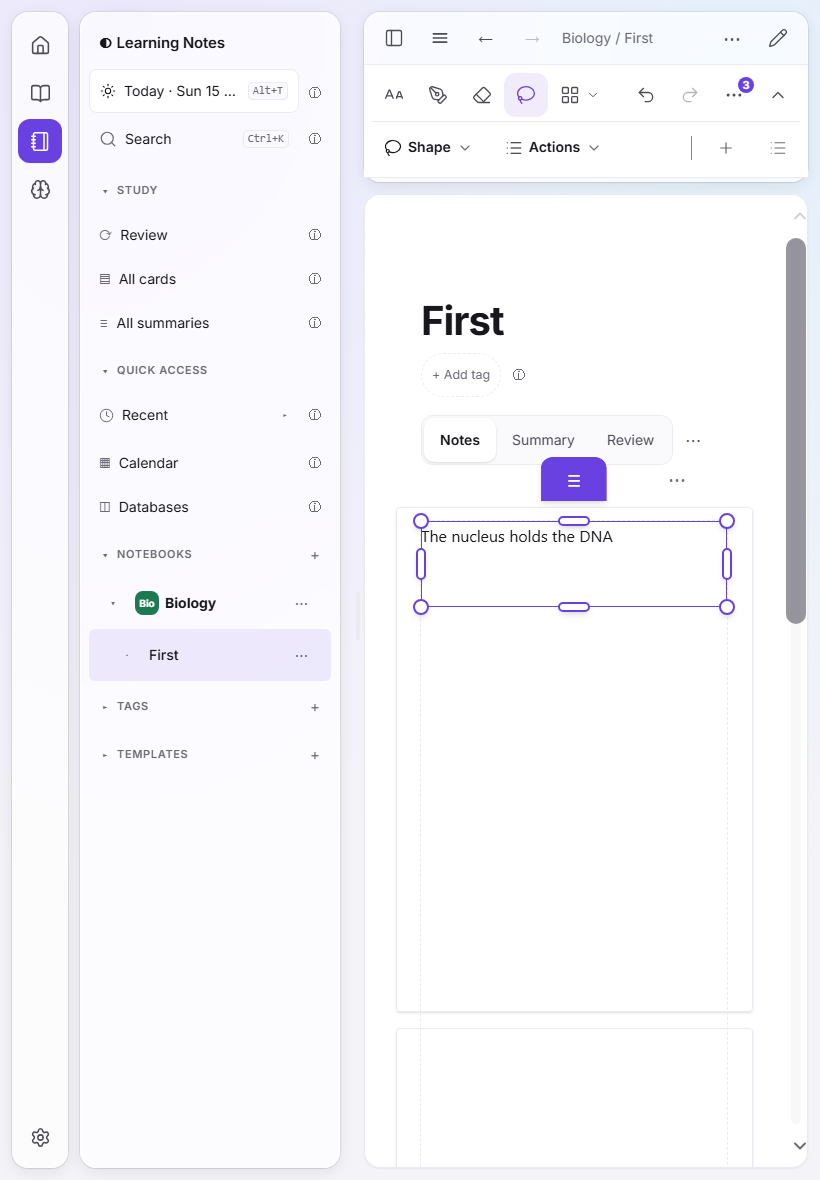 Learning Notes
Today · Sun 15 ... Alt+T
Search Ctrl+K
STUDY
Review
All cards
All summaries
QUICK ACCESS
Recent
Calendar
Databases
NOTEBOOKS
Bio Biology
First
TAGS
TEMPLATES
Biology / First
AA
3
Shape Actions
First
+ Add tag
Notes Summary Review
The nucleus holds the DNA